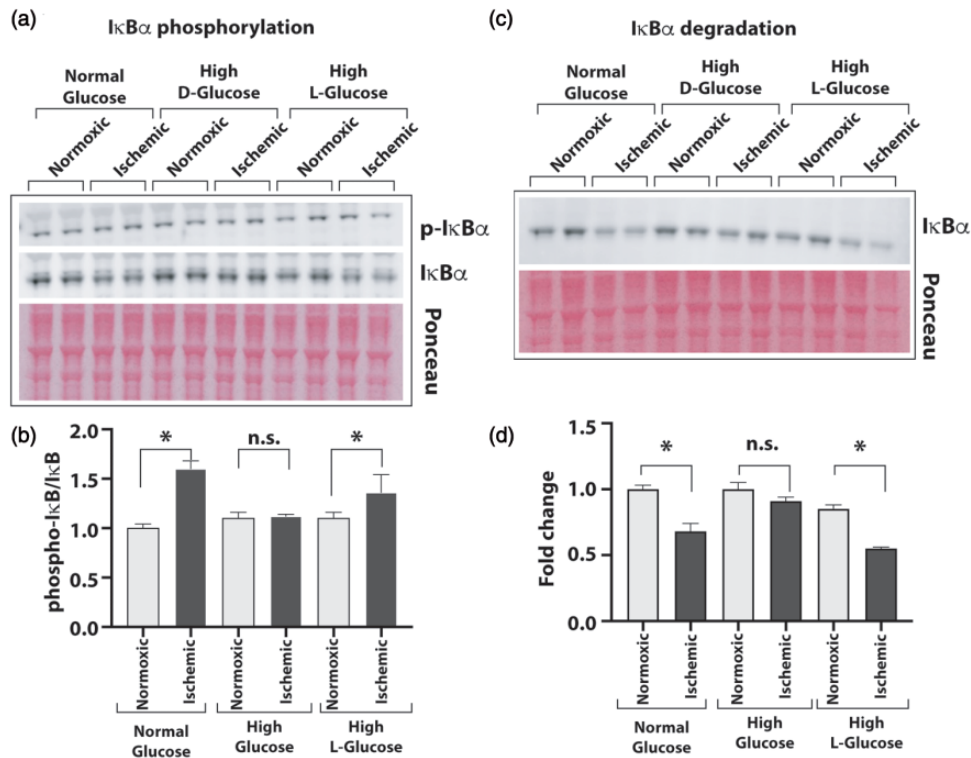 (a)
IκBα phosphorylation
Normal
Glucose
High
D-Glucose
High
L-Glucose
Normoxic
Ischemic
Normoxic
Ischemic
Normoxic
Ischemic
p-IκBα
IκBα
Ponceau
(c)
IκBα degradation
Normal
Glucose
High
D-Glucose
High
L-Glucose
Normoxic
Ischemic
Normoxic
Ischemic
Normoxic
Ischemic
IκBα
Ponceau
(b)
phospho-IκB/IκB
2.0
1.5
1.0
0.5
0.0
*
n.s.
*
Normoxic
Ischemic
Normoxic
Ischemic
Normoxic
Ischemic
Normal
Glucose
High
Glucose
High
L-Glucose
(d)
Fold change
1.5
1.0
0.5
0.0
*
n.s.
*
Normoxic
Ischemic
Normoxic
Ischemic
Normoxic
Ischemic
Normal
Glucose
High
Glucose
High
L-Glucose